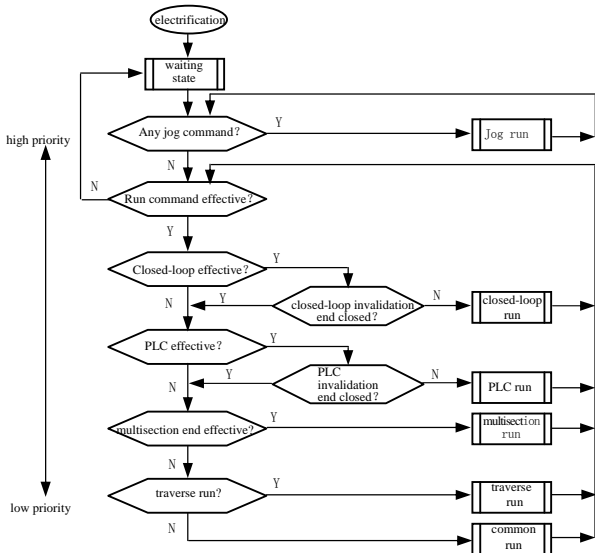 electrification
waiting
state
Any jog command?
Y
Jog run
high priority
N
N
Run command effective?
Y
Closed-loop effective?
Y
N
Y
closed-loop invalidation
end closed?
N
closed-loop
run
PLC effective?
Y
N
Y
PLC
invalidation
end closed?
N
PLC run
multisection end effective?
Y
multisection
run
N
traverse run?
Y
traverse
run
low priority
N
common
run